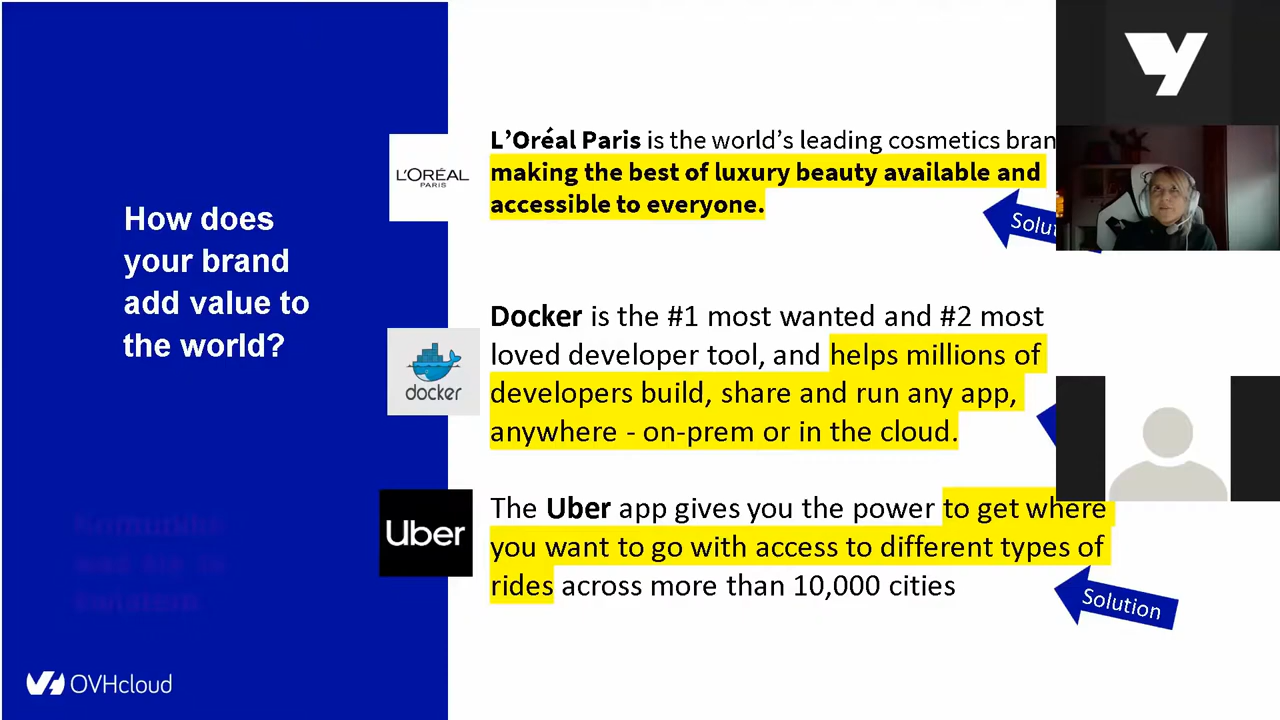 How does
your brand
add value to
the world?
L'ORÉAL
PARIS
L'Oréal Paris is the world's leading cosmetics bran
making the best of luxury beauty available and
accessible to everyone.
docker
Docker is the #1 most wanted and #2 most
loved developer tool, and helps millions of
developers build, share and run any app,
anywhere - on-prem or in the cloud.
Uber
The Uber app gives you the power to get where
you want to go with access to different types of
rides across more than 10,000 cities
Solution
OVHcloud